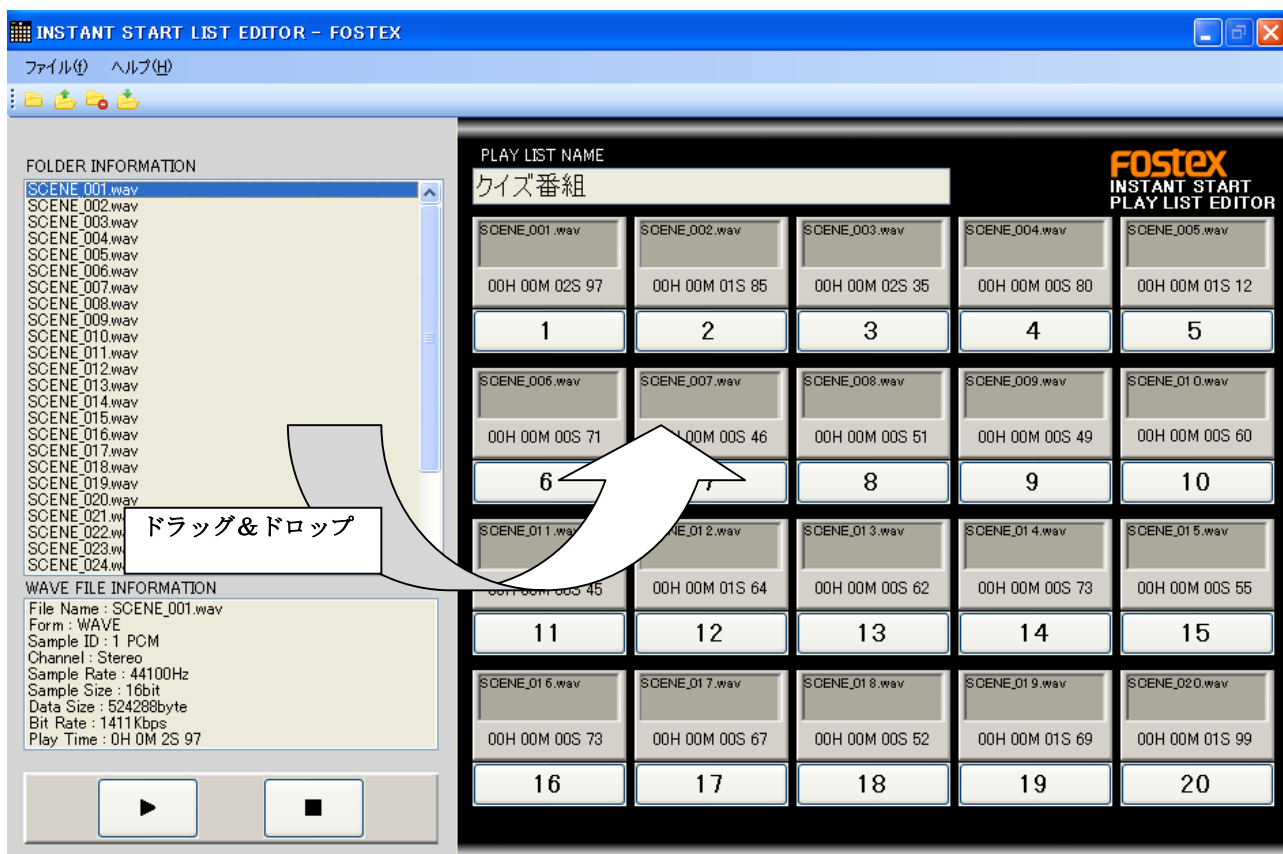 INSTANT START LIST EDITOR - FOSTEX
ファイル(f) ヘルプ(H)
FOLDER INFORMATION
SCENE_001.wav
SCENE_002.wav
SCENE_003.wav
SCENE_004.wav
SCENE_005.wav
SCENE_006.wav
SCENE_007.wav
SCENE_008.wav
SCENE_009.wav
SCENE_010.wav
SCENE_011.wav
SCENE_012.wav
SCENE_013.wav
SCENE_014.wav
SCENE_015.wav
SCENE_016.wav
SCENE_017.wav
SCENE_018.wav
SCENE_019.wav
SCENE_020.wav
SCENE_021.w
SCENE_022.w
SCENE_023.w
SCENE_024.w
ドラッグ＆ドロップ
WAVE FILE INFORMATION
File Name : SCENE_001.wav
Form : WAVE
Sample ID : 1 PCM
Channel : Stereo
Sample Rate : 44100Hz
Sample Size : 16bit
Data Size : 524288byte
Bit Rate : 1411Kbps
Play Time : 0H 0M 2S 97
PLAY LIST NAME
クイズ番組
FOSTEX
INSTANT START
PLAY LIST EDITOR
SCENE_001.wav SCENE_002.wav SCENE_003.wav SCENE_004.wav SCENE_005.wav
00H 00M 02S 97 00H 00M 01S 85 00H 00M 02S 35 00H 00M 00S 80 00H 00M 01S 12
1 2 3 4 5
SCENE_006.wav SCENE_007.wav SCENE_008.wav SCENE_009.wav SCENE_010.wav
00H 00M 00S 71 00M 00S 46 00H 00M 00S 51 00H 00M 00S 49 00H 00M 00S 60
6 8 9 10
SCENE_011.wav NE_012.wav SCENE_013.wav SCENE_014.wav SCENE_015.wav
00H 00M 00S 45 00H 00M 01S 64 00H 00M 00S 62 00H 00M 00S 73 00H 00M 00S 55
11 12 13 14 15
SCENE_016.wav SCENE_017.wav SCENE_018.wav SCENE_019.wav SCENE_020.wav
00H 00M 00S 73 00H 00M 00S 67 00H 00M 00S 52 00H 00M 01S 69 00H 00M 01S 99
16 17 18 19 20